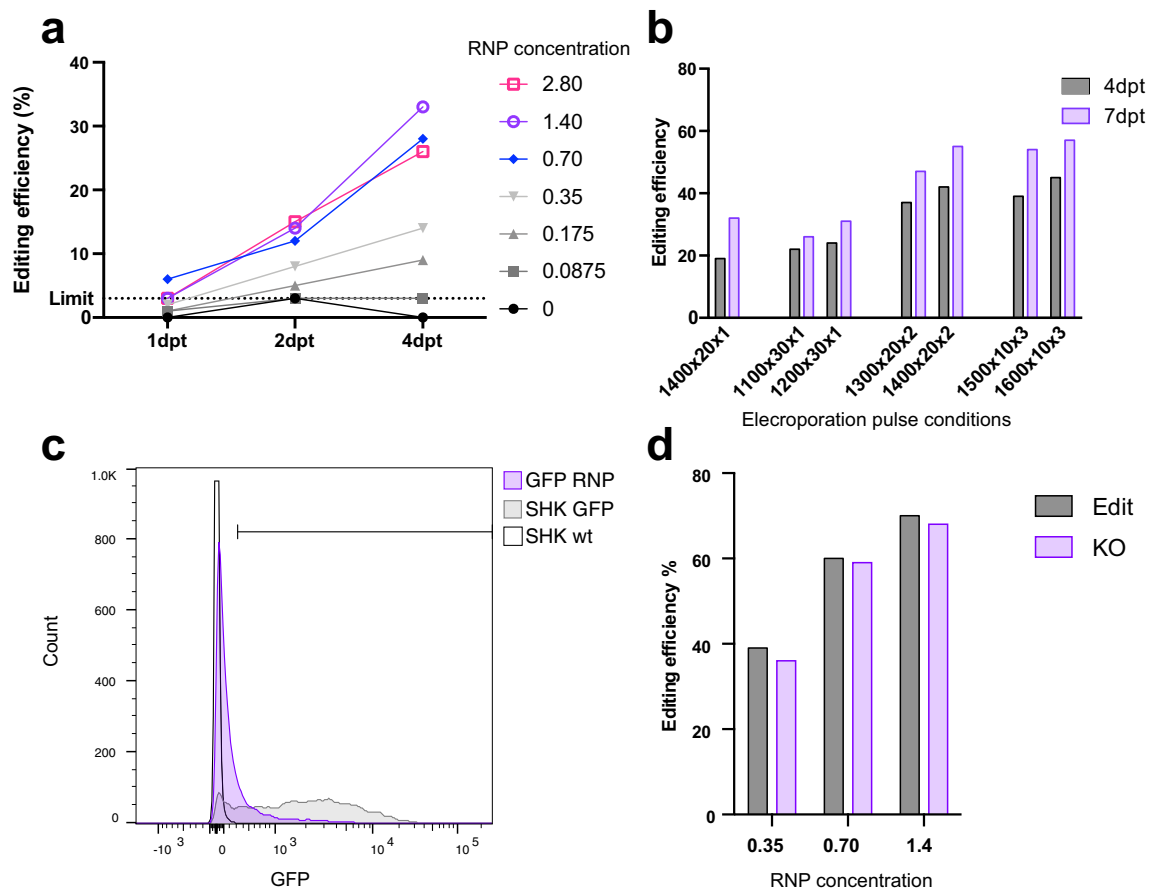 a
RNP concentration
Editing efficiency (%)
40
30
20
10
Limit
0
1dpt 2dpt 4dpt
2.80
1.40
0.70
0.35
0.175
0.0875
0
b
Editing efficiency
80
60
40
20
0
4dpt
7dpt
1400x20x1
1100x30x1
1200x30x1
1300x20x2
1400x20x2
1500x10x3
1600x10x3
Elecroporation pulse conditions
c
Count
1.0K
800
600
400
200
0
-10 3 0 10 3 10 4 10 5
GFP
GFP RNP
SHK GFP
SHK wt
d
Editing efficiency %
80
60
40
20
0
0.35 0.70 1.4
RNP concentration
Edit
KO